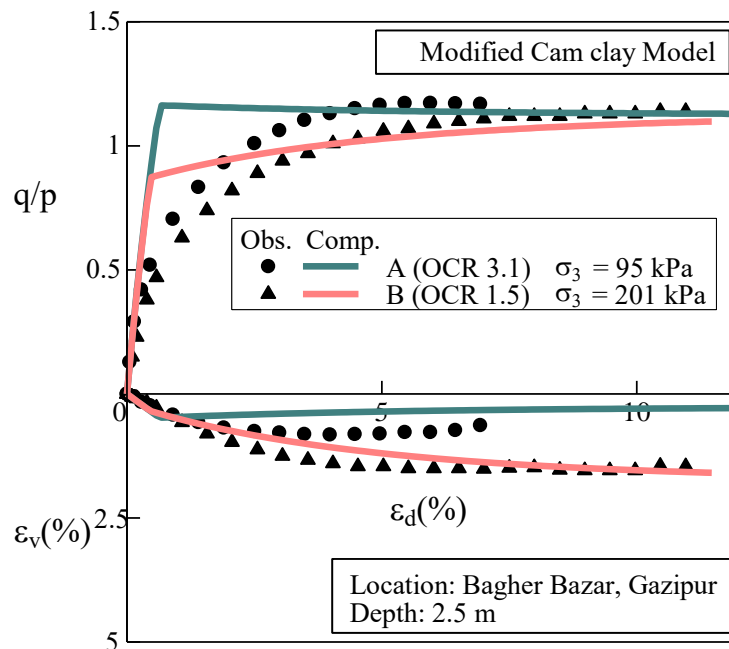 1.5
Modified Cam clay Model
1
q/p
Obs. Comp.
A (OCR 3.1) σ3 = 95 kPa
B (OCR 1.5) σ3 = 201 kPa
0.5
0 5 10
εv(%) 2.5 εd(%)
Location: Bagher Bazar, Gazipur
Depth: 2.5 m
5